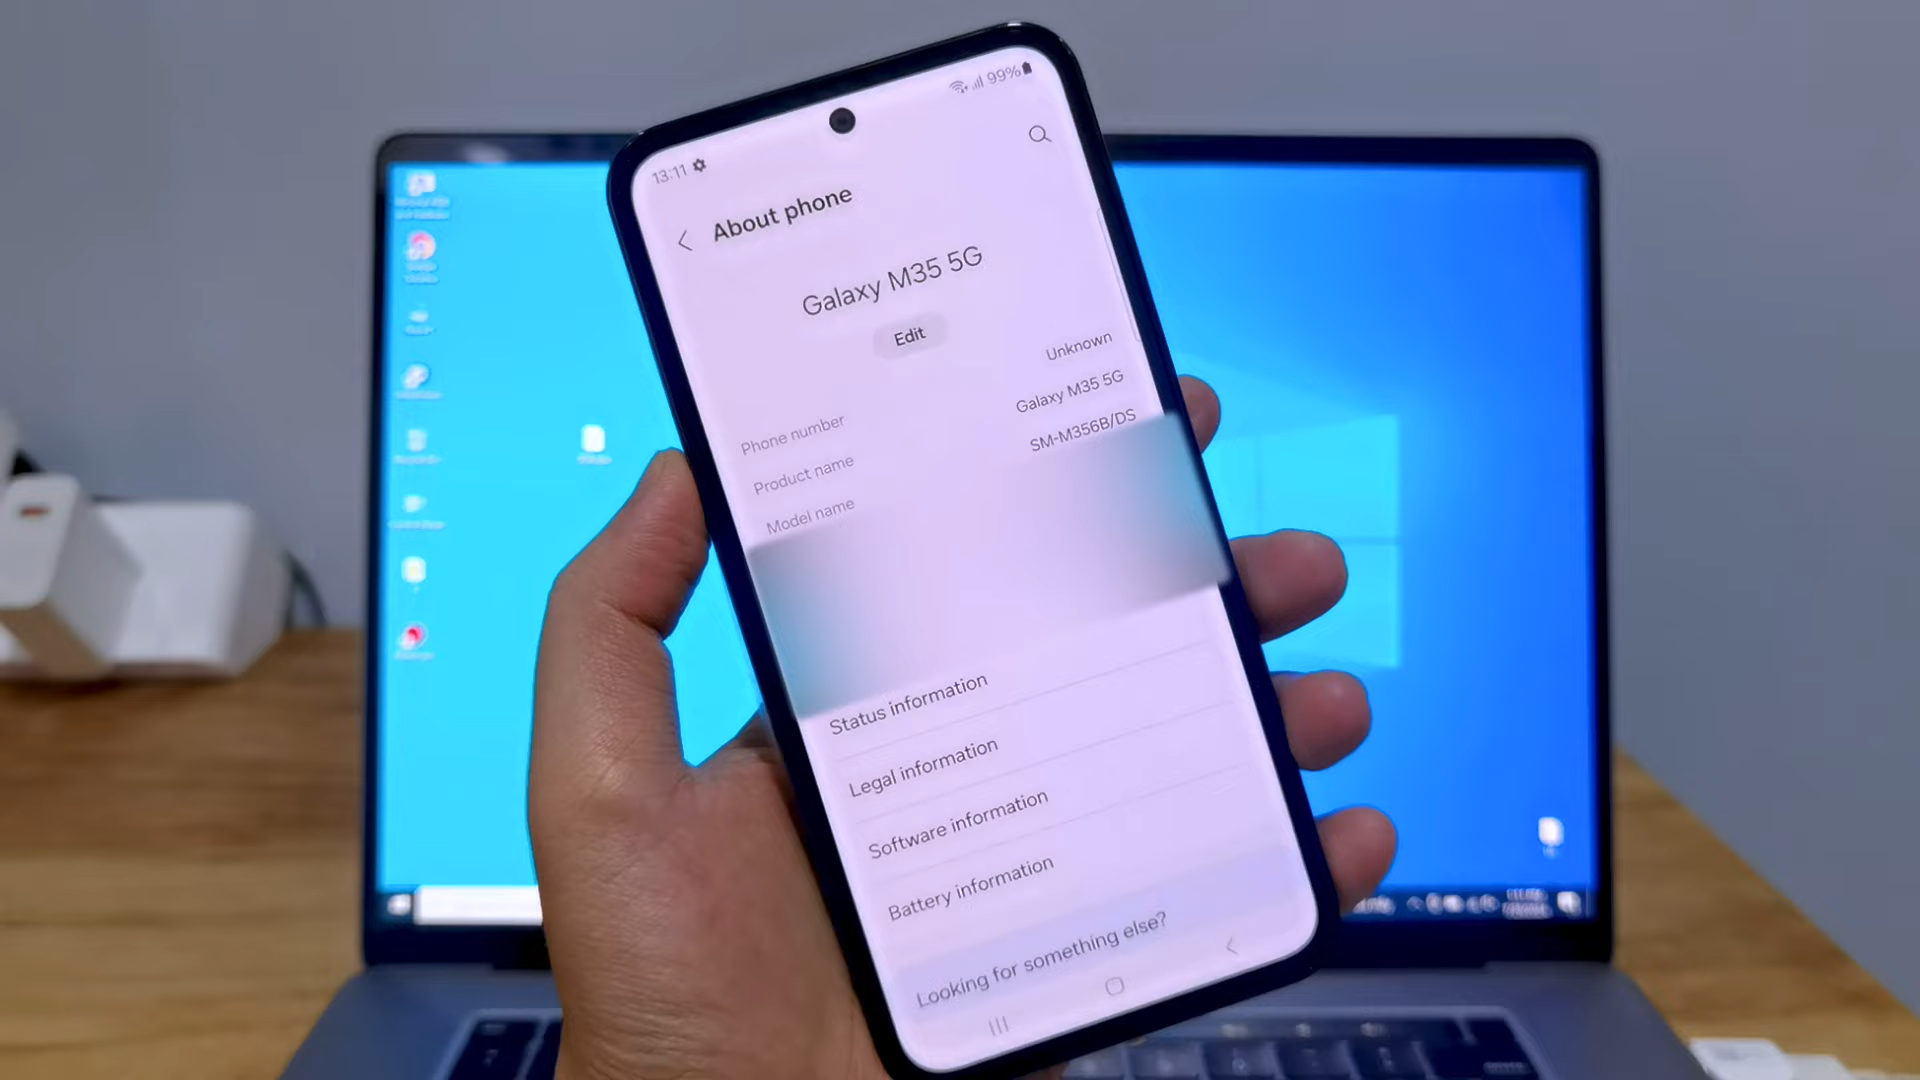 99%
13:11
About phone
Galaxy M35 5G
Edit
Phone number Unknown
Product name Galaxy M35 5G
Model name SM-M356B/DS
Status information
Legal information
Software information
Battery information
Looking for something else?